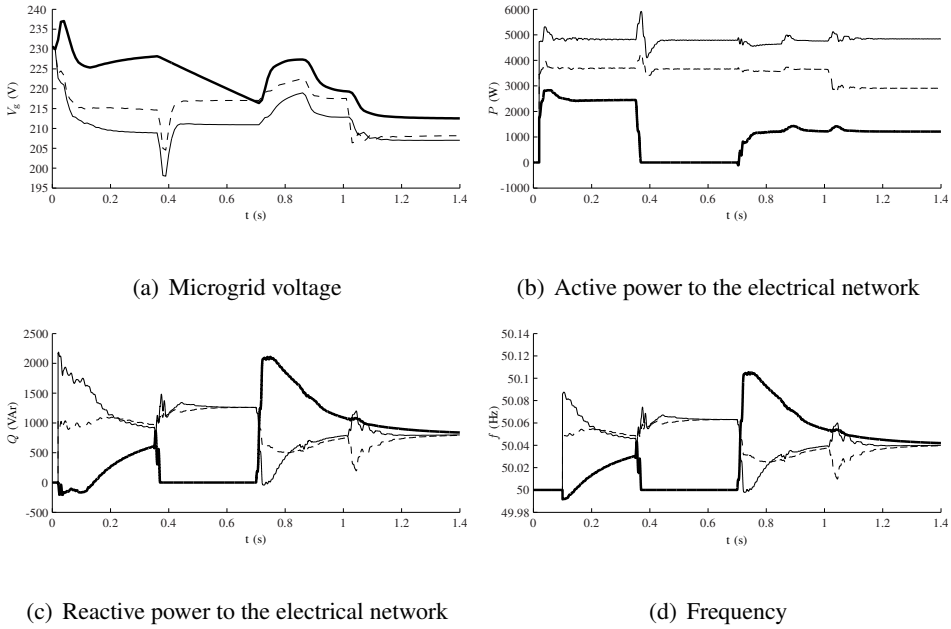 240
235
230
225
220
215
210
205
200
195
V_g (V)
0 0.2 0.4 0.6 0.8 1 1.2 1.4
t (s)
(a) Microgrid voltage
6000
5000
4000
3000
2000
1000
0
-1000
P (W)
0 0.2 0.4 0.6 0.8 1 1.2 1.4
t (s)
(b) Active power to the electrical network
2500
2000
1500
1000
500
0
-500
Q (VAr)
0 0.2 0.4 0.6 0.8 1 1.2 1.4
t (s)
(c) Reactive power to the electrical network
50.14
50.12
50.1
50.08
50.06
50.04
50.02
50
49.98
f (Hz)
0 0.2 0.4 0.6 0.8 1 1.2 1.4
t (s)
(d) Frequency